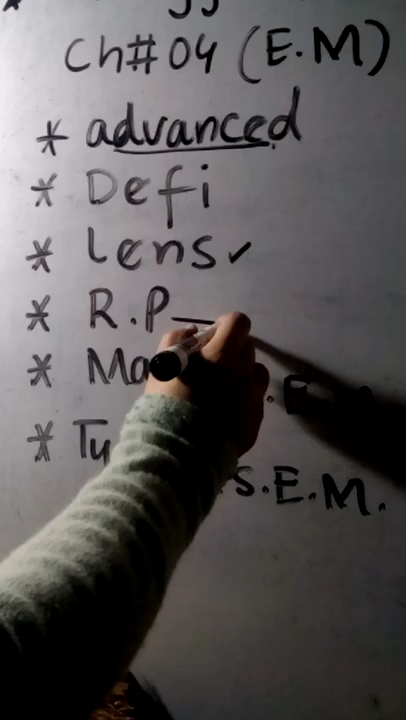 Ch# 04 (E.M)
* advanced
* Defi
* Lens✓
* R.P—
* Ma
* Ty
S.E.M.